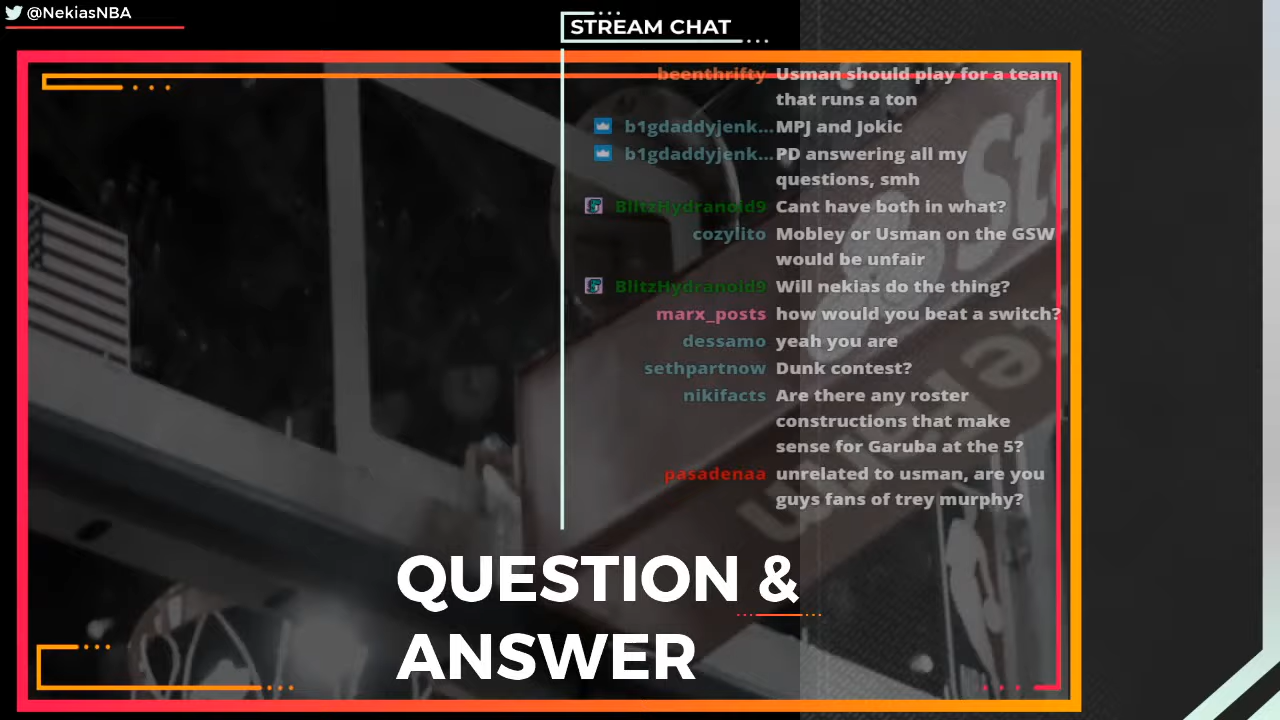 @NekiasNBA
STREAM CHAT
beenthrifty Usman should play for a team
that runs a ton
b1gdaddyjenk... MPJ and Jokic
b1gdaddyjenk... PD answering all my
questions, smh
BlitzHydranoid9 Cant have both in what?
cozylito Mobley or Usman on the GSW
would be unfair
BlitzHydranoid9 Will nekias do the thing?
marx_posts how would you beat a switch?
dessamo yeah you are
sethpartnow Dunk contest?
nikifacts Are there any roster
constructions that make
sense for Garuba at the 5?
pasadenaa unrelated to usman, are you
guys fans of trey murphy?
QUESTION &
ANSWER